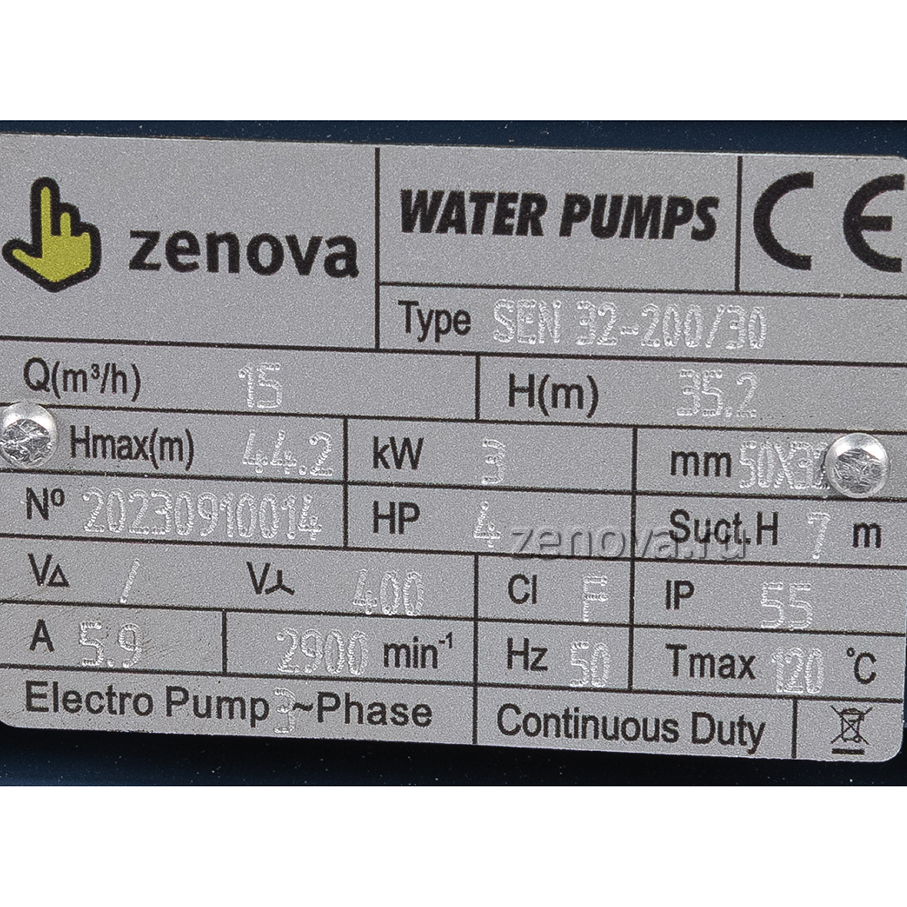 zenova
WATER PUMPS
CE
Type SEN 32-200/30
Q(m³/h) 15 H(m) 35.2
Hmax(m) 44.2 kW 3 mm
Nº 20230910014 HP 4 Suct.H 7 m
zenova.ru
V∆ / V⅄ 400 Cl F IP 55
A 5.9 2900 min⁻¹ Hz 50 Tmax 120 °C
Electro Pump 3 ~Phase Continuous Duty